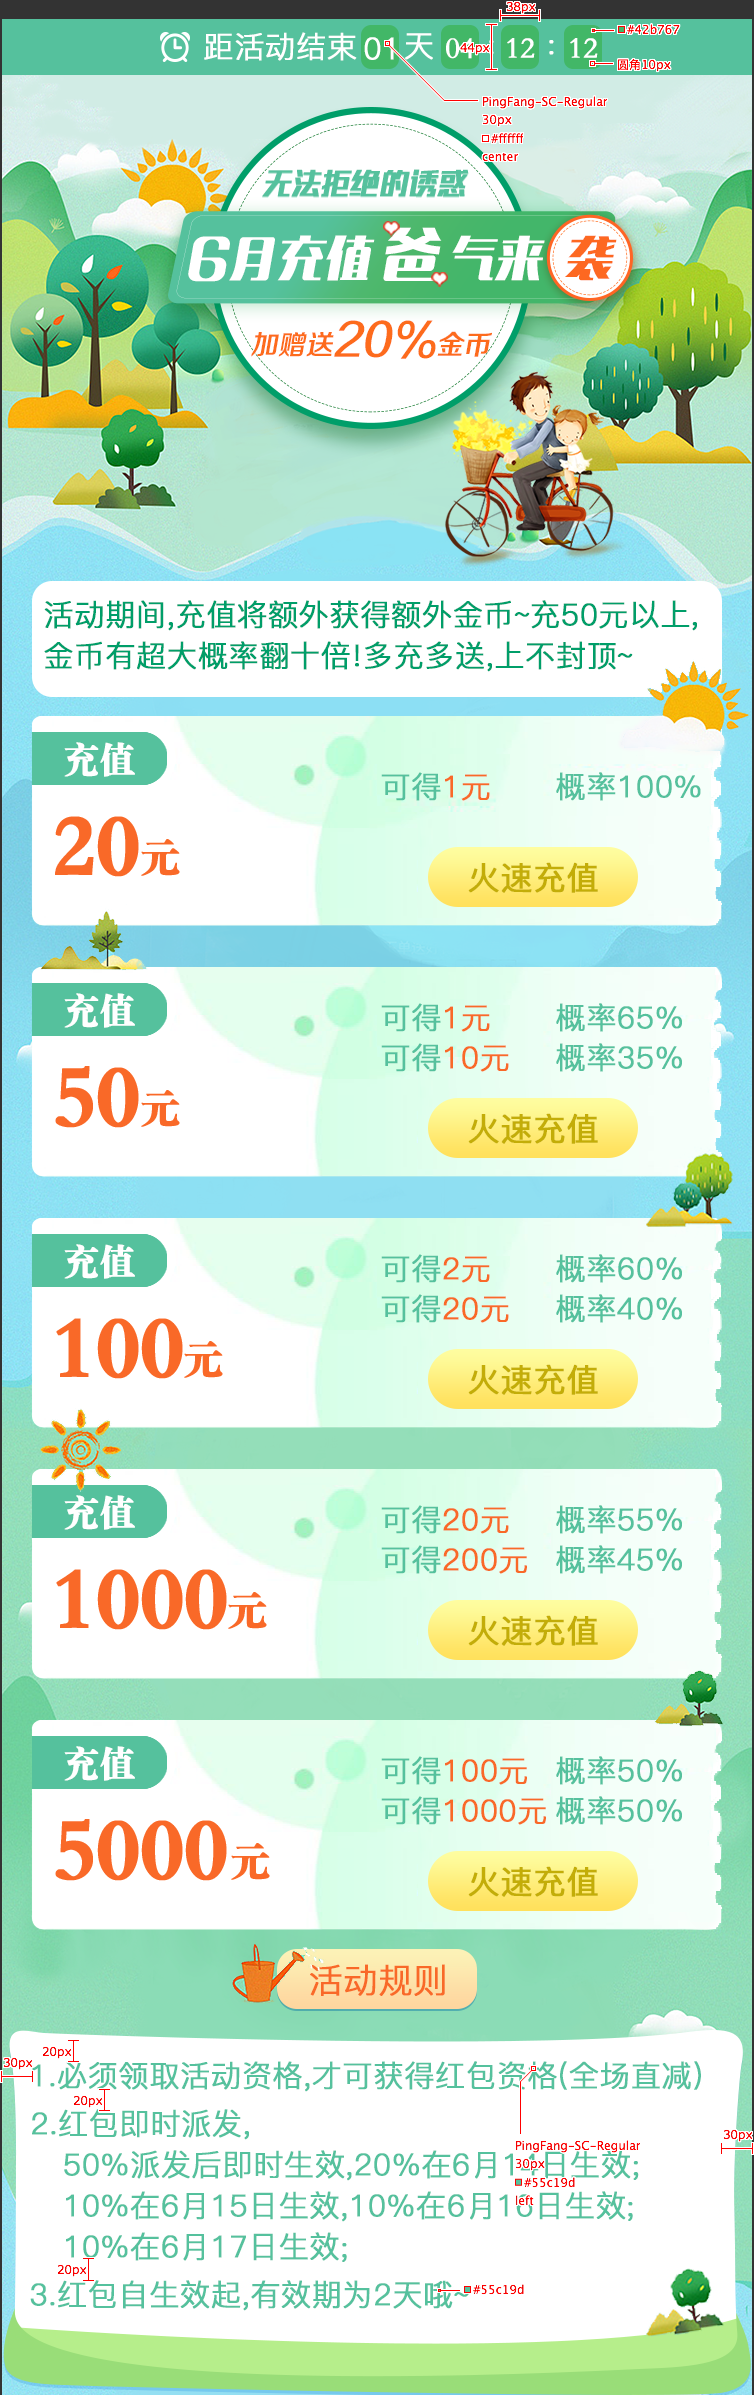 38px
距活动结束 01 天 04 : 12 : 12
44px
#42b767
圆角10px
PingFang-SC-Regular
30px
#ffffff
center
无法拒绝的诱惑
6月充值爸气来袭
加赠送20%金币
活动期间,充值将额外获得额外金币~充50元以上,
金币有超大概率翻十倍!多充多送,上不封顶~
充值
20元
可得1元 概率100%
火速充值
充值
50元
可得1元 概率65%
可得10元 概率35%
火速充值
充值
100元
可得2元 概率60%
可得20元 概率40%
火速充值
充值
1000元
可得20元 概率55%
可得200元 概率45%
火速充值
充值
5000元
可得100元 概率50%
可得1000元 概率50%
火速充值
活动规则
20px
30px
1.必须领取活动资格,才可获得红包资格(全场直减)
20px
2.红包即时派发,
30px
PingFang-SC-Regular
30px
#55c19d
left
50%派发后即时生效,20%在6月14日生效;
10%在6月15日生效,10%在6月16日生效;
10%在6月17日生效;
20px
3.红包自生效起,有效期为2天哦~
#55c19d